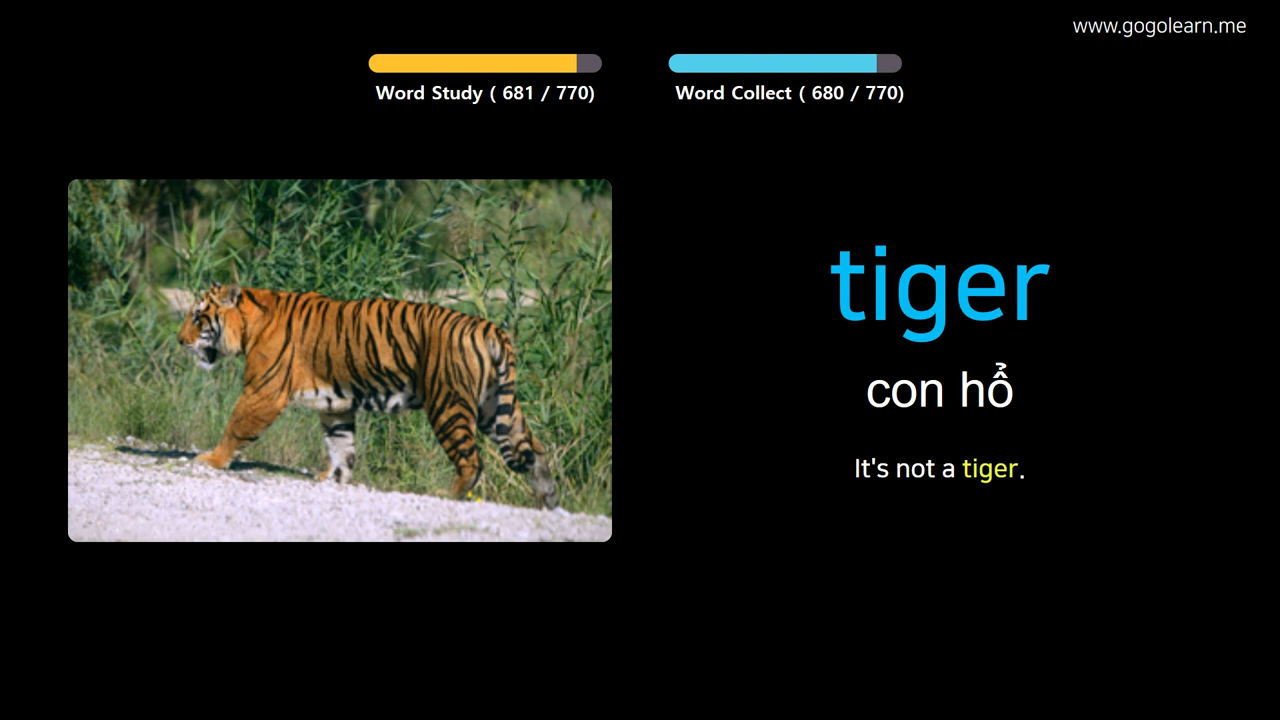 www.gogolearn.me
Word Study ( 681 / 770)
Word Collect ( 680 / 770)
tiger
con hổ
It's not a tiger.